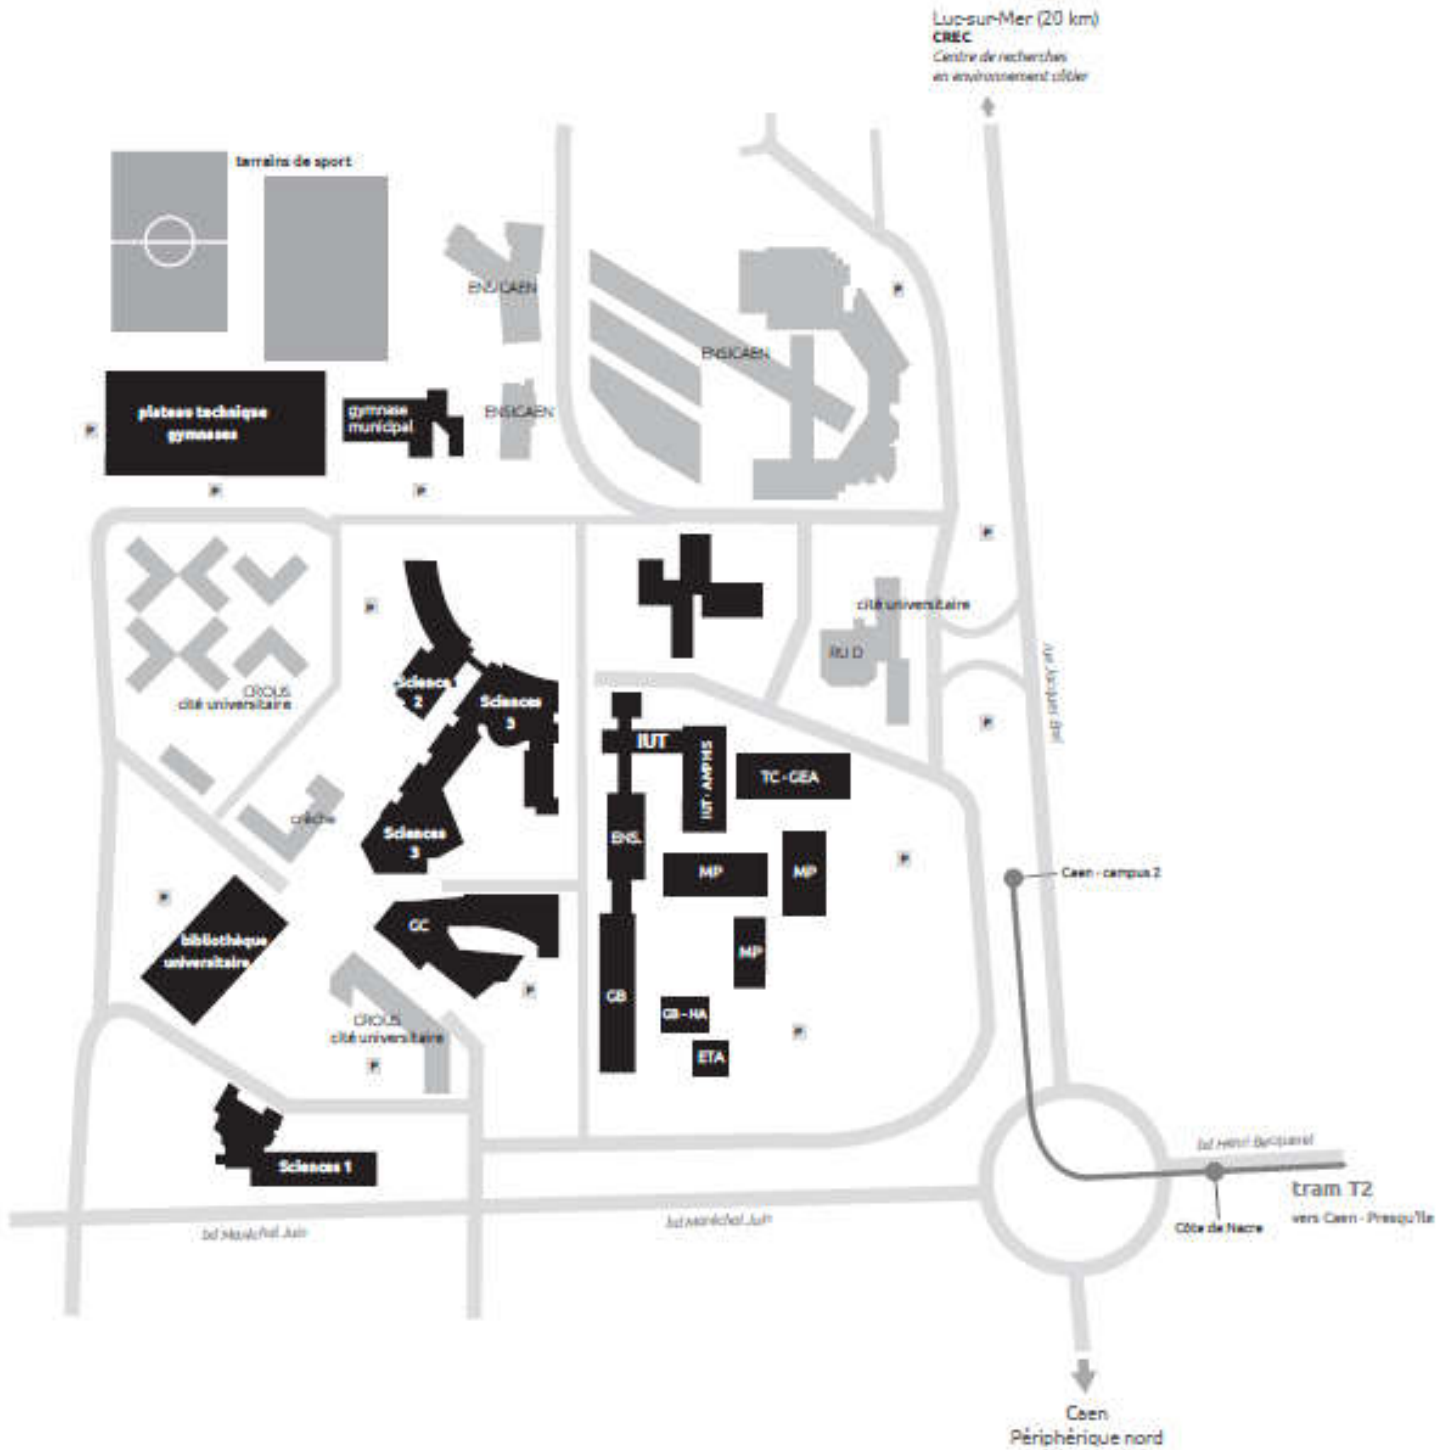 Luc-sur-Mer (20 km)
CREC
Centre de recherches
en environnement côtier
terrains de sport
ENSICAEN
ENSICAEN
P
plateau technique
gymnases
gymnase
municipal
ENSICAEN
P
P
P
P
P
cité universitaire
RU D
Science
2
Sciences
3
CROUS
cité universitaire
rue Jacques Brel
P
IUT
IUT - AMPHIS
TC - GEA
crèche
Sciences
3
ENS.
MP
MP
P
Caen - campus 2
P
GC
bibliothèque
universitaire
MP
GB
P
GB - HA
CROUS
cité universitaire
P
ETA
P
Sciences 1
bd Henri Becquerel
tram T2
vers Caen - Presqu'île
Côte de Nacre
bd Maréchal Juin
bd Maréchal Juin
Caen
Périphérique nord